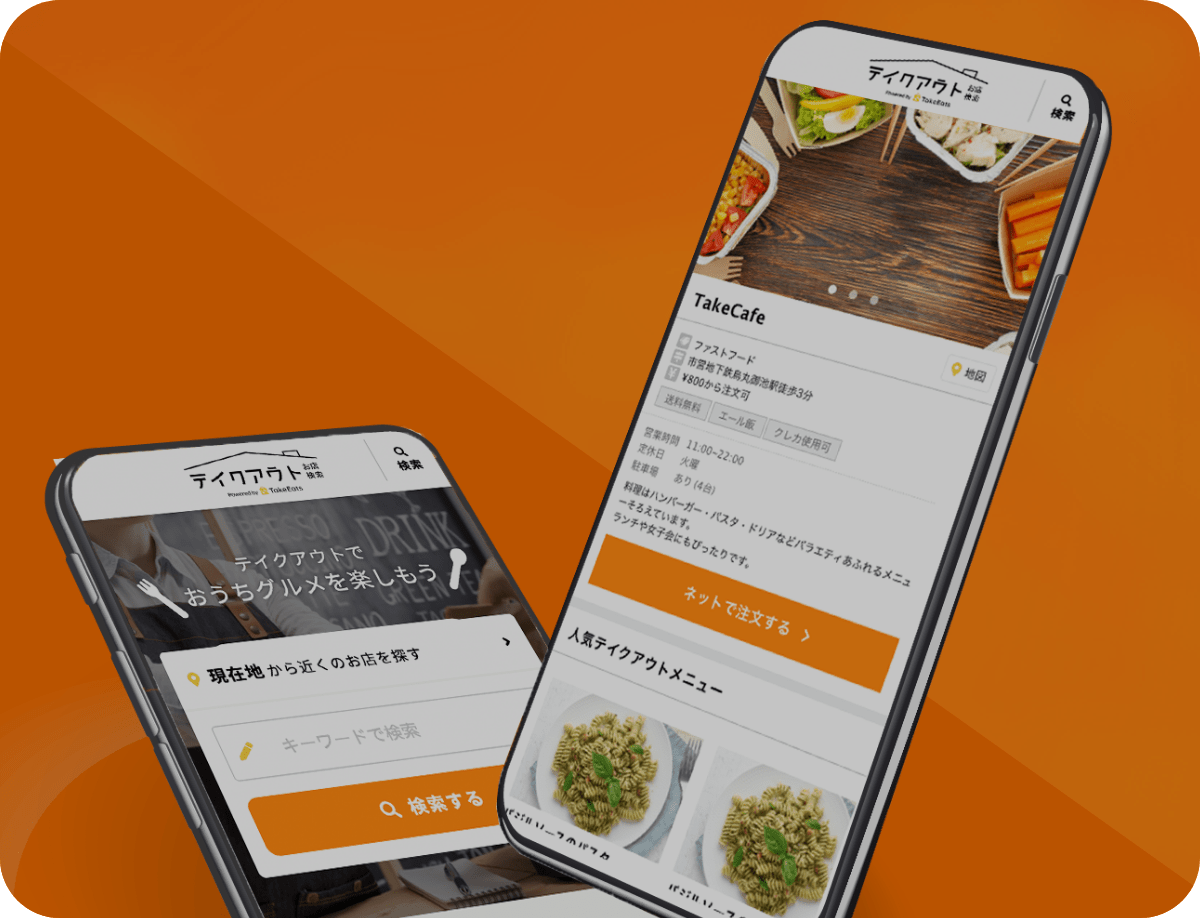 テイクアウト お店検索
Powered by TakeEats
検索
テイクアウトで
おうちグルメを楽しもう
現在地 から近くのお店を探す
キーワードで検索
検索する
DRINK
テイクアウト お店検索
Powered by TakeEats
検索
TakeCafe
地図
ファストフード
市営地下鉄烏丸御池駅徒歩3分
¥800から注文可
送料無料 エール飯 クレカ使用可
営業時間 11:00~22:00
定休日 火曜
駐車場 あり (4台)
料理はハンバーガー・パスタ・ドリアなどバラエティあふれるメニュ
ーそろえています。
ランチや女子会にもぴったりです。
ネットで注文する
人気テイクアウトメニュー
バジルソースのパスタ